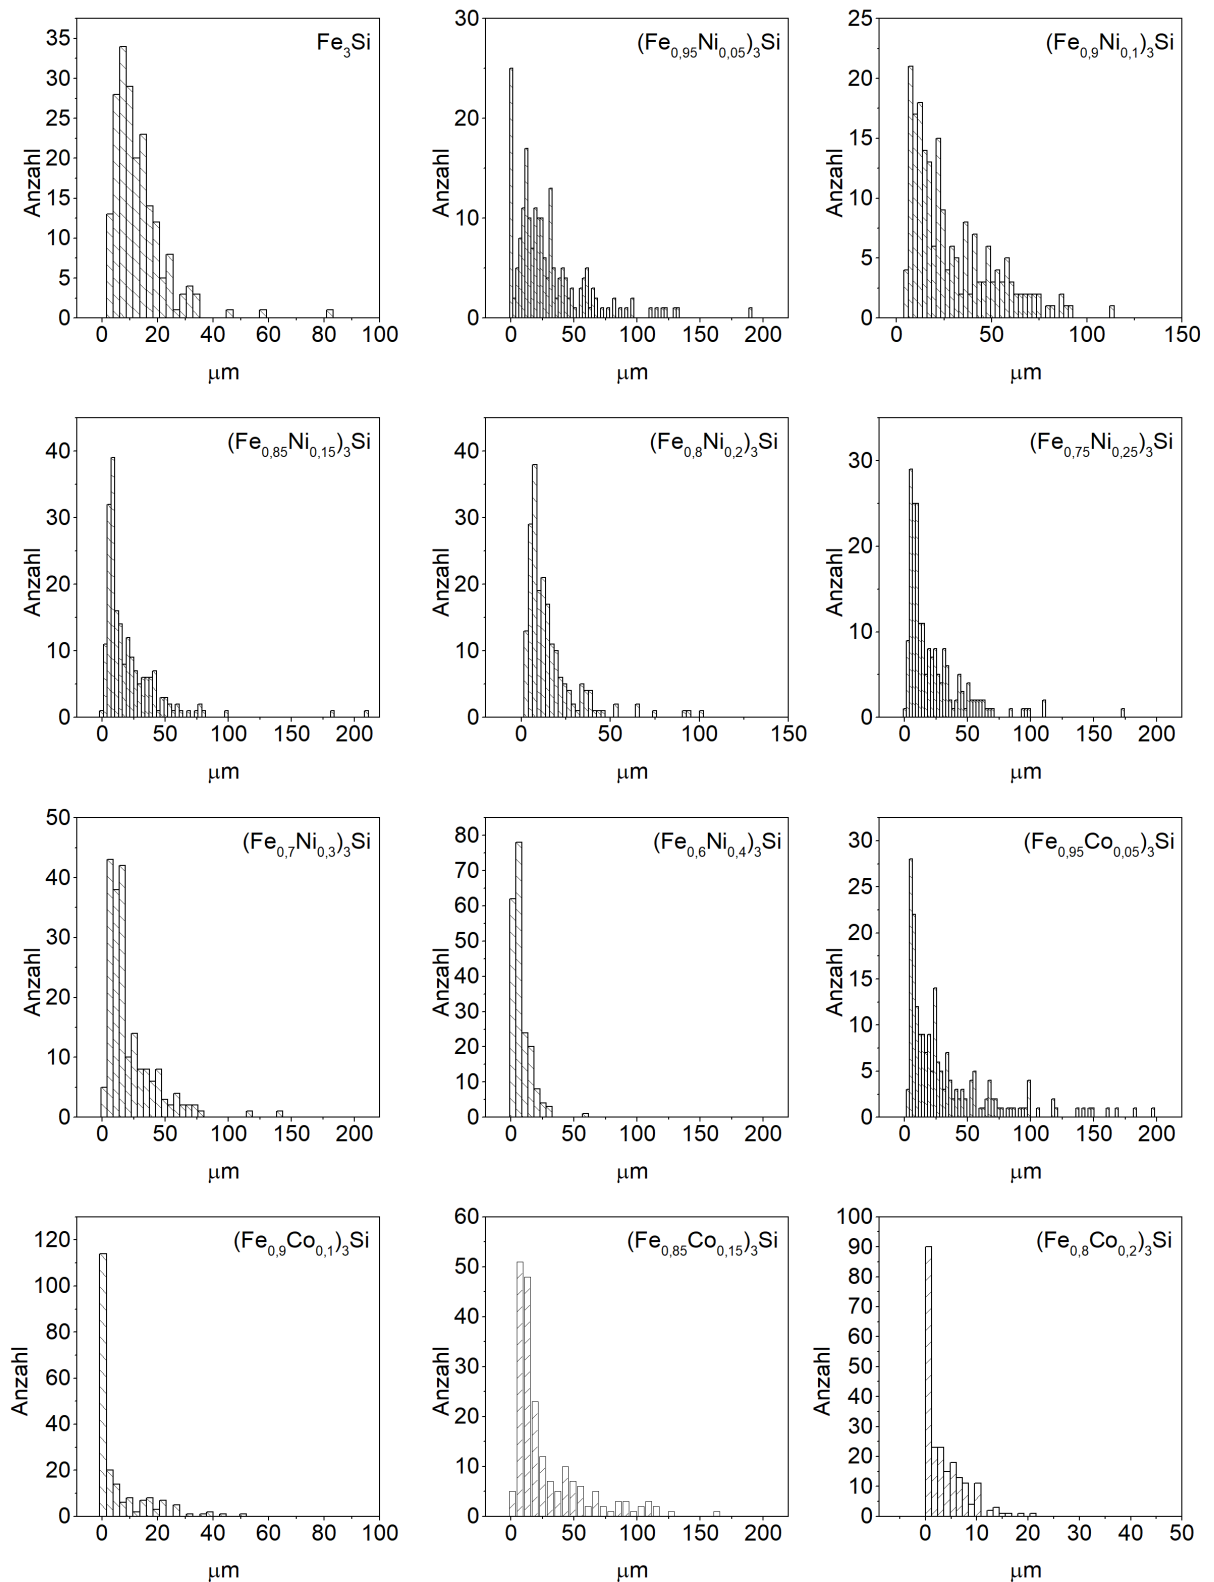 Fe₃Si
35
30
25
20
15
10
5
0
Anzahl
0 20 40 60 80 100
μm
(Fe₀,₉₅Ni₀,₀₅)₃Si
30
20
10
0
Anzahl
0 50 100 150 200
μm
(Fe₀,₉Ni₀,₁)₃Si
25
20
15
10
5
0
Anzahl
0 50 100 150
μm
(Fe₀,₈₅Ni₀,₁₅)₃Si
40
30
20
10
0
Anzahl
0 50 100 150 200
μm
(Fe₀,₈Ni₀,₂)₃Si
40
30
20
10
0
Anzahl
0 50 100 150
μm
(Fe₀,₇₅Ni₀,₂₅)₃Si
30
20
10
0
Anzahl
0 50 100 150 200
μm
(Fe₀,₇Ni₀,₃)₃Si
50
40
30
20
10
0
Anzahl
0 50 100 150 200
μm
(Fe₀,₆Ni₀,₄)₃Si
80
70
60
50
40
30
20
10
0
Anzahl
0 50 100 150 200
μm
(Fe₀,₉₅Co₀,₀₅)₃Si
30
25
20
15
10
5
0
Anzahl
0 50 100 150 200
μm
(Fe₀,₉Co₀,₁)₃Si
120
100
80
60
40
20
0
Anzahl
0 20 40 60 80 100
μm
(Fe₀,₈₅Co₀,₁₅)₃Si
60
50
40
30
20
10
0
Anzahl
0 50 100 150 200
μm
(Fe₀,₈Co₀,₂)₃Si
100
90
80
70
60
50
40
30
20
10
0
Anzahl
0 10 20 30 40 50
μm